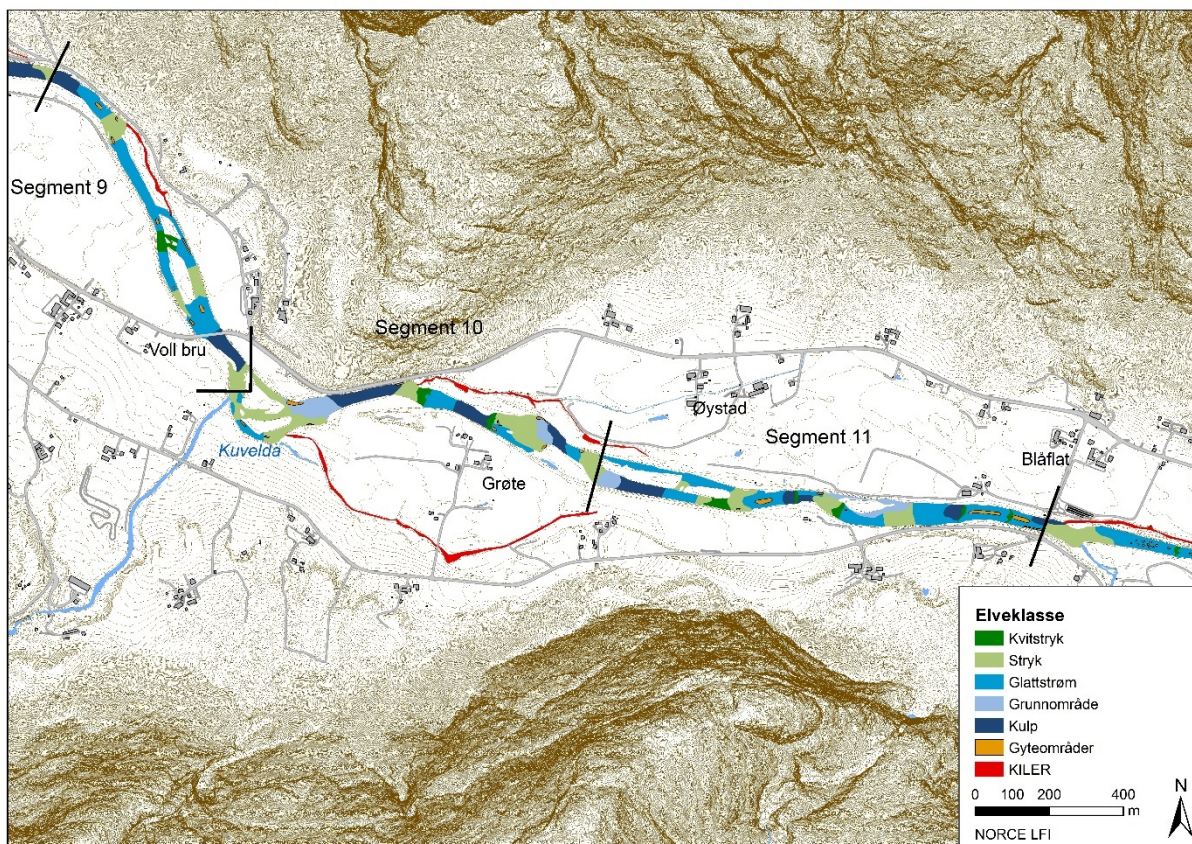 Segment 9
Segment 10
Voll bru
Øystad
Segment 11
Kuvelda
Blåflat
Grøte
Elveklasse
Kvitstryk
Stryk
Glattstrøm
Grunnområde
Kulp
Gyteområder
KILER
0 100 200 400
m
N
NORCE LFI